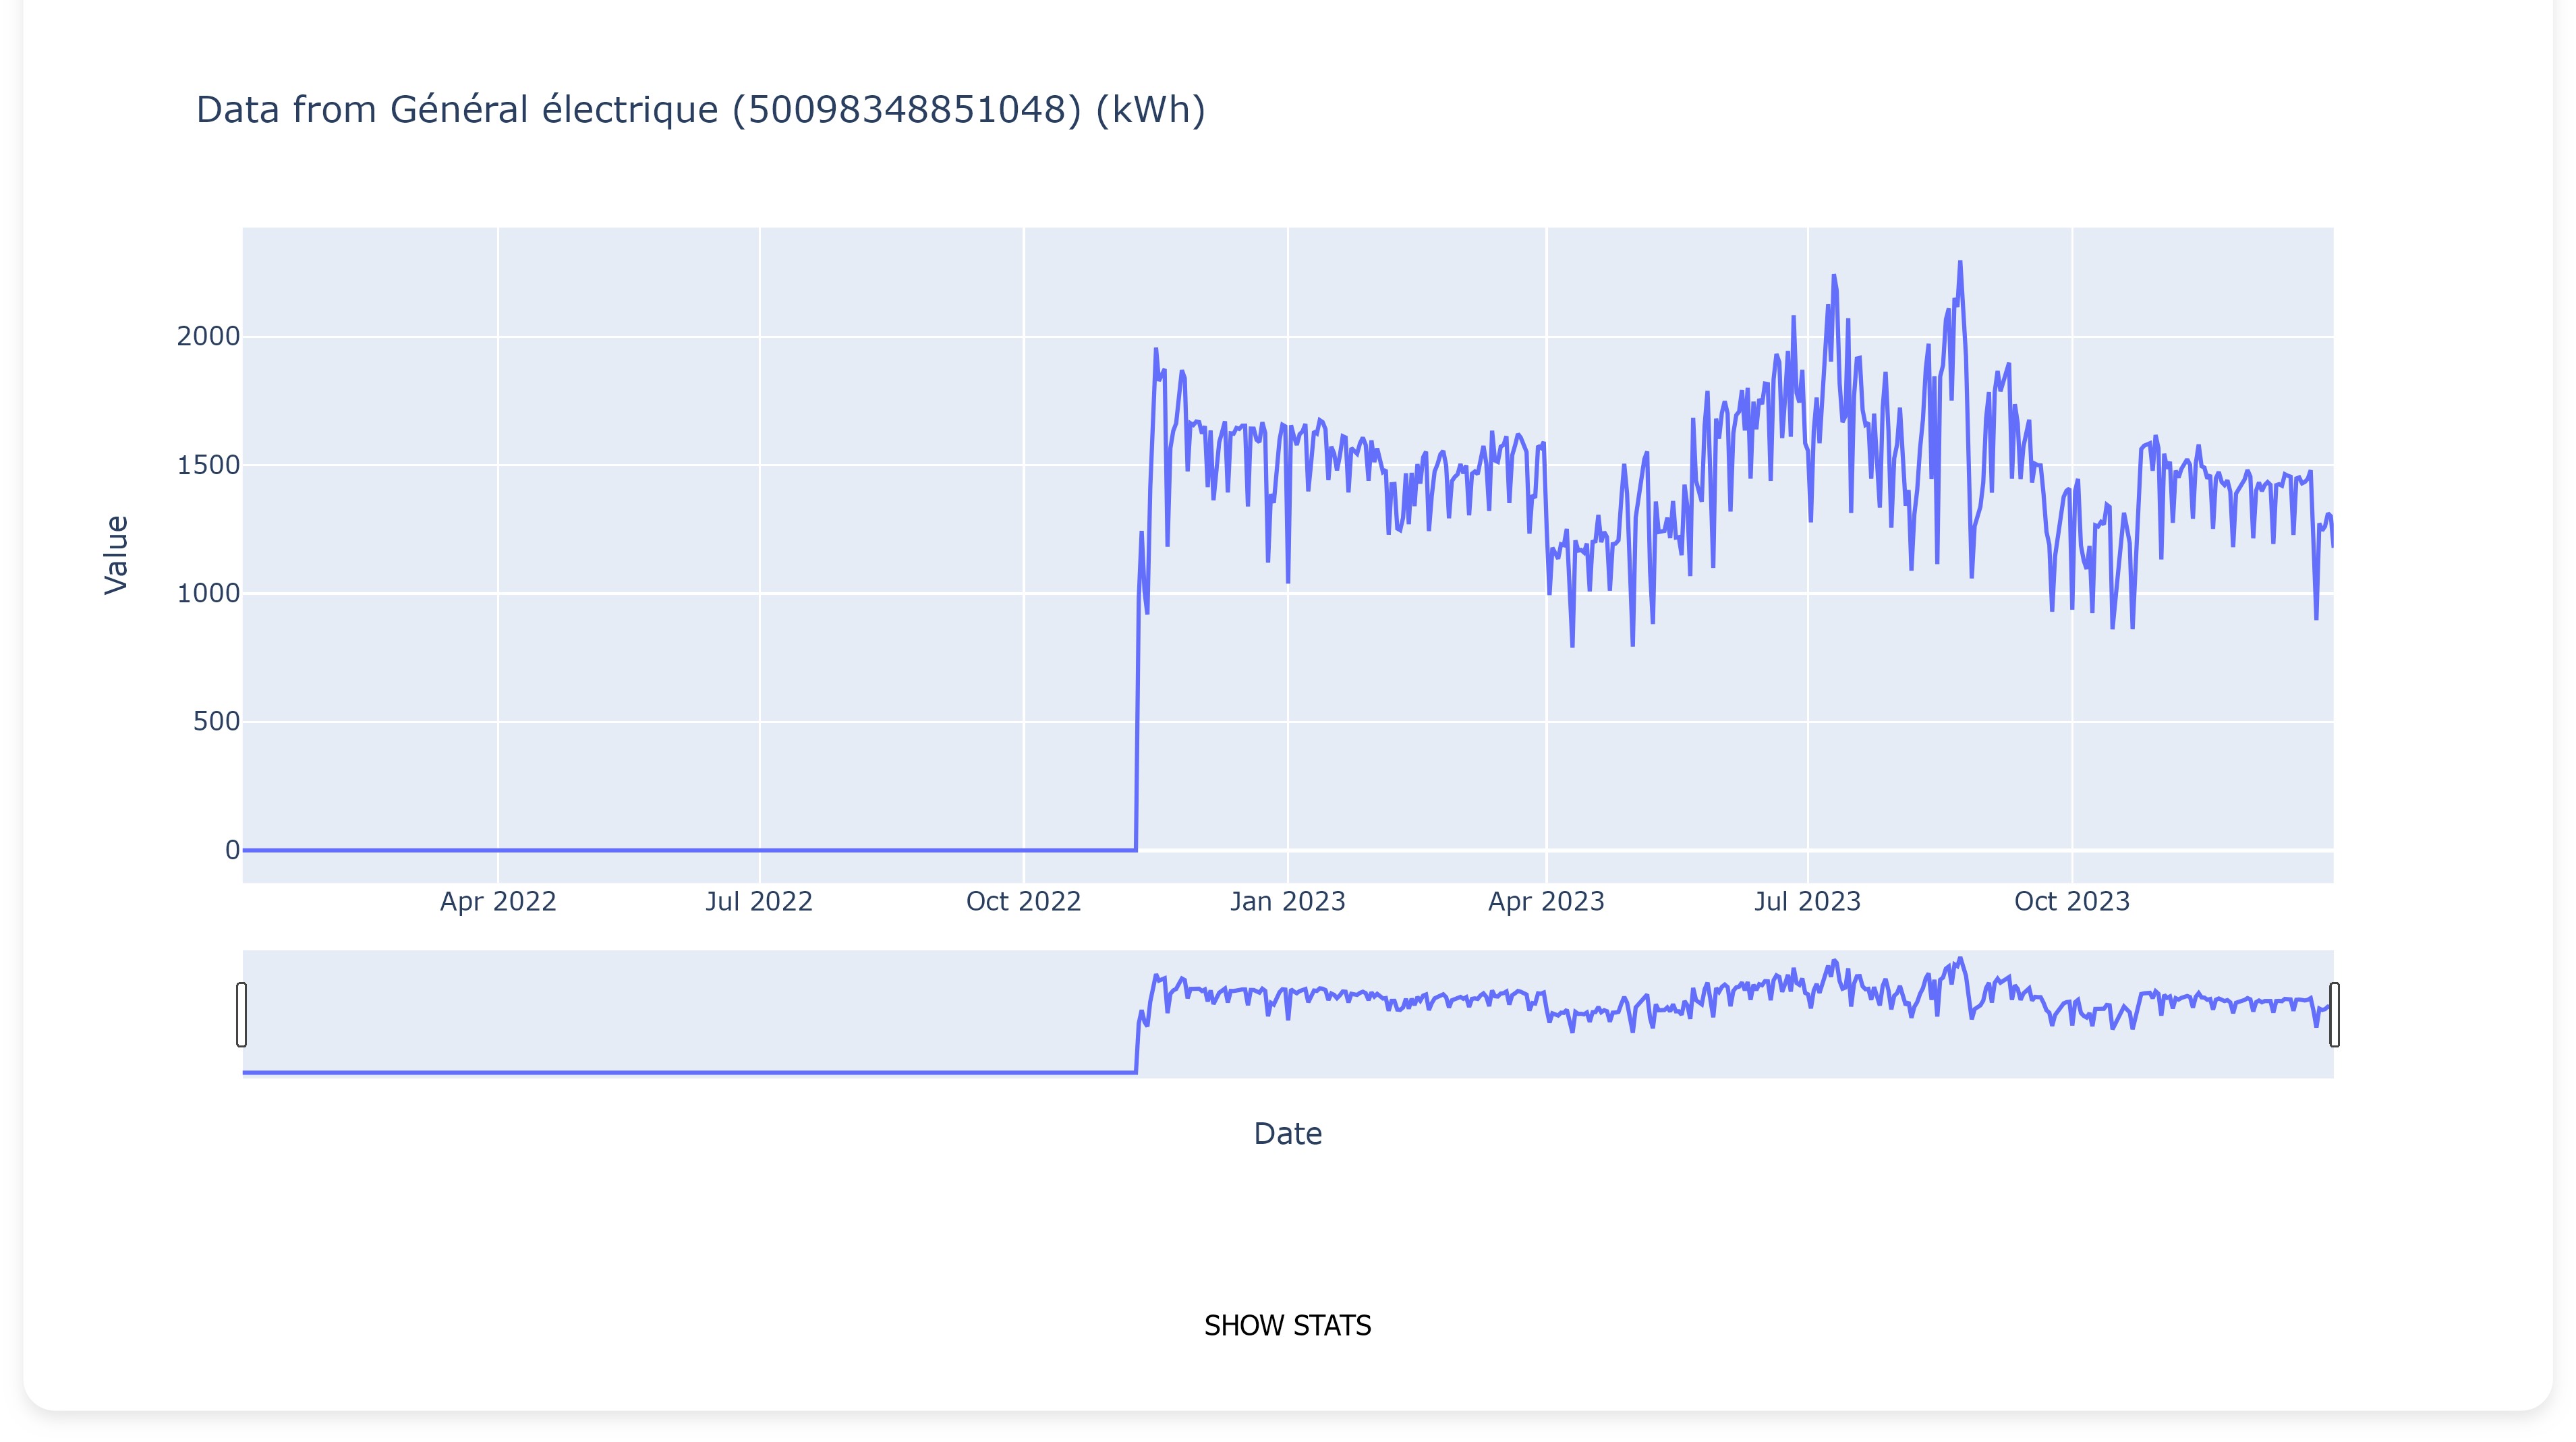 Data from Général électrique (50098348851048) (kWh)
2000
1500
1000
500
0
Value
Apr 2022 Jul 2022 Oct 2022 Jan 2023 Apr 2023 Jul 2023 Oct 2023
Date
SHOW STATS